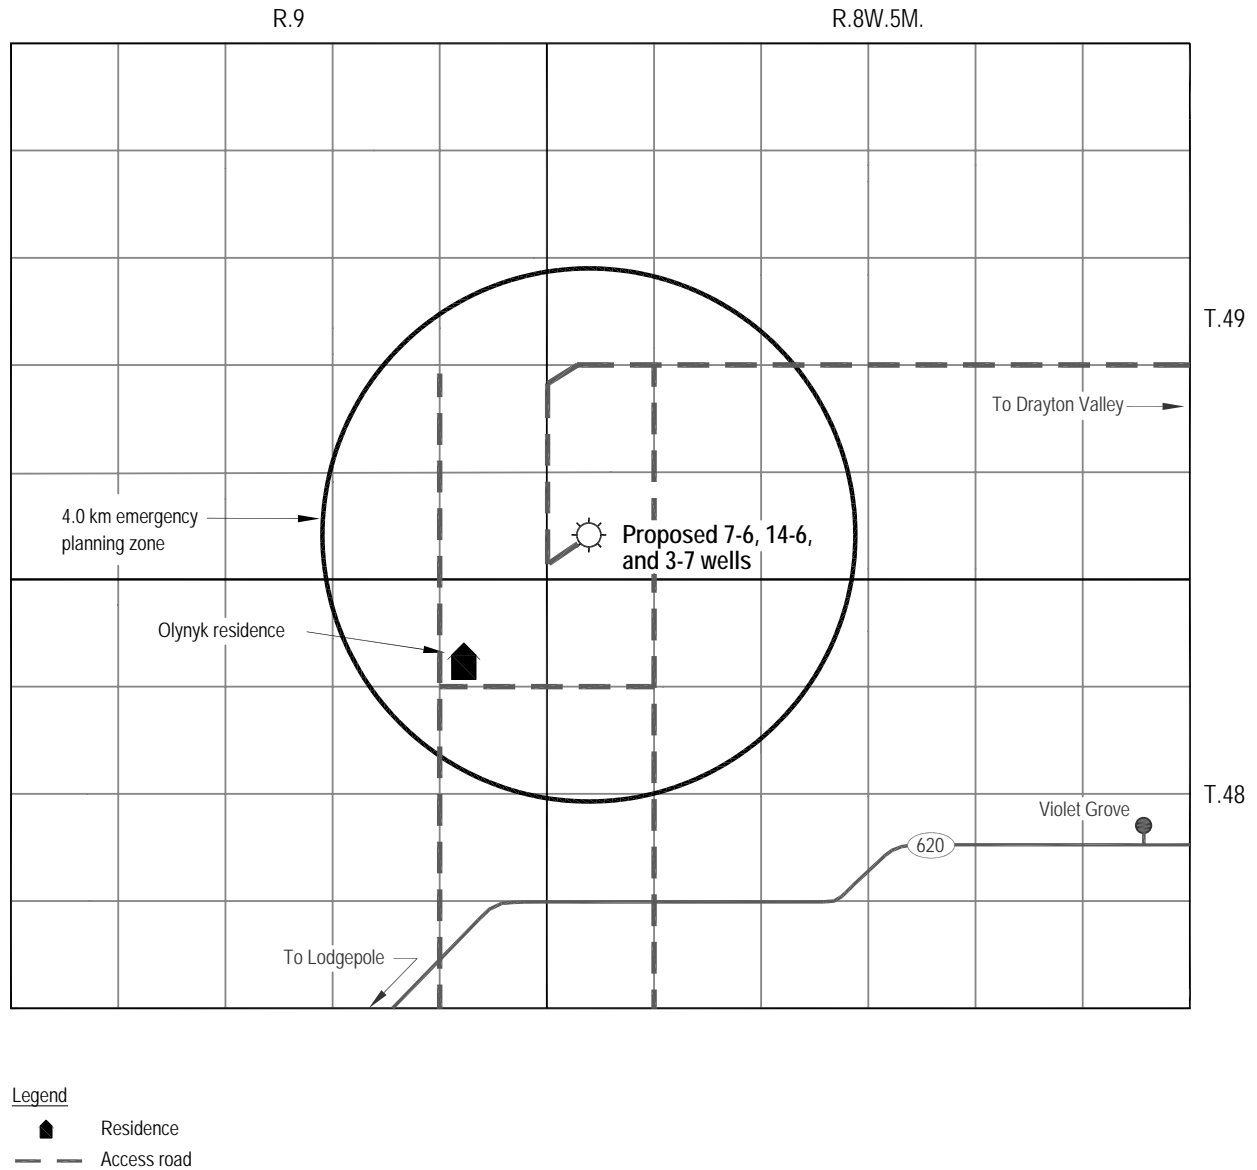 R.9
R.8W.5M.
T.49
To Drayton Valley
4.0 km emergency
planning zone
Proposed 7-6, 14-6,
and 3-7 wells
Olynyk residence
T.48
Violet Grove
620
To Lodgepole
Legend
Residence
Access road